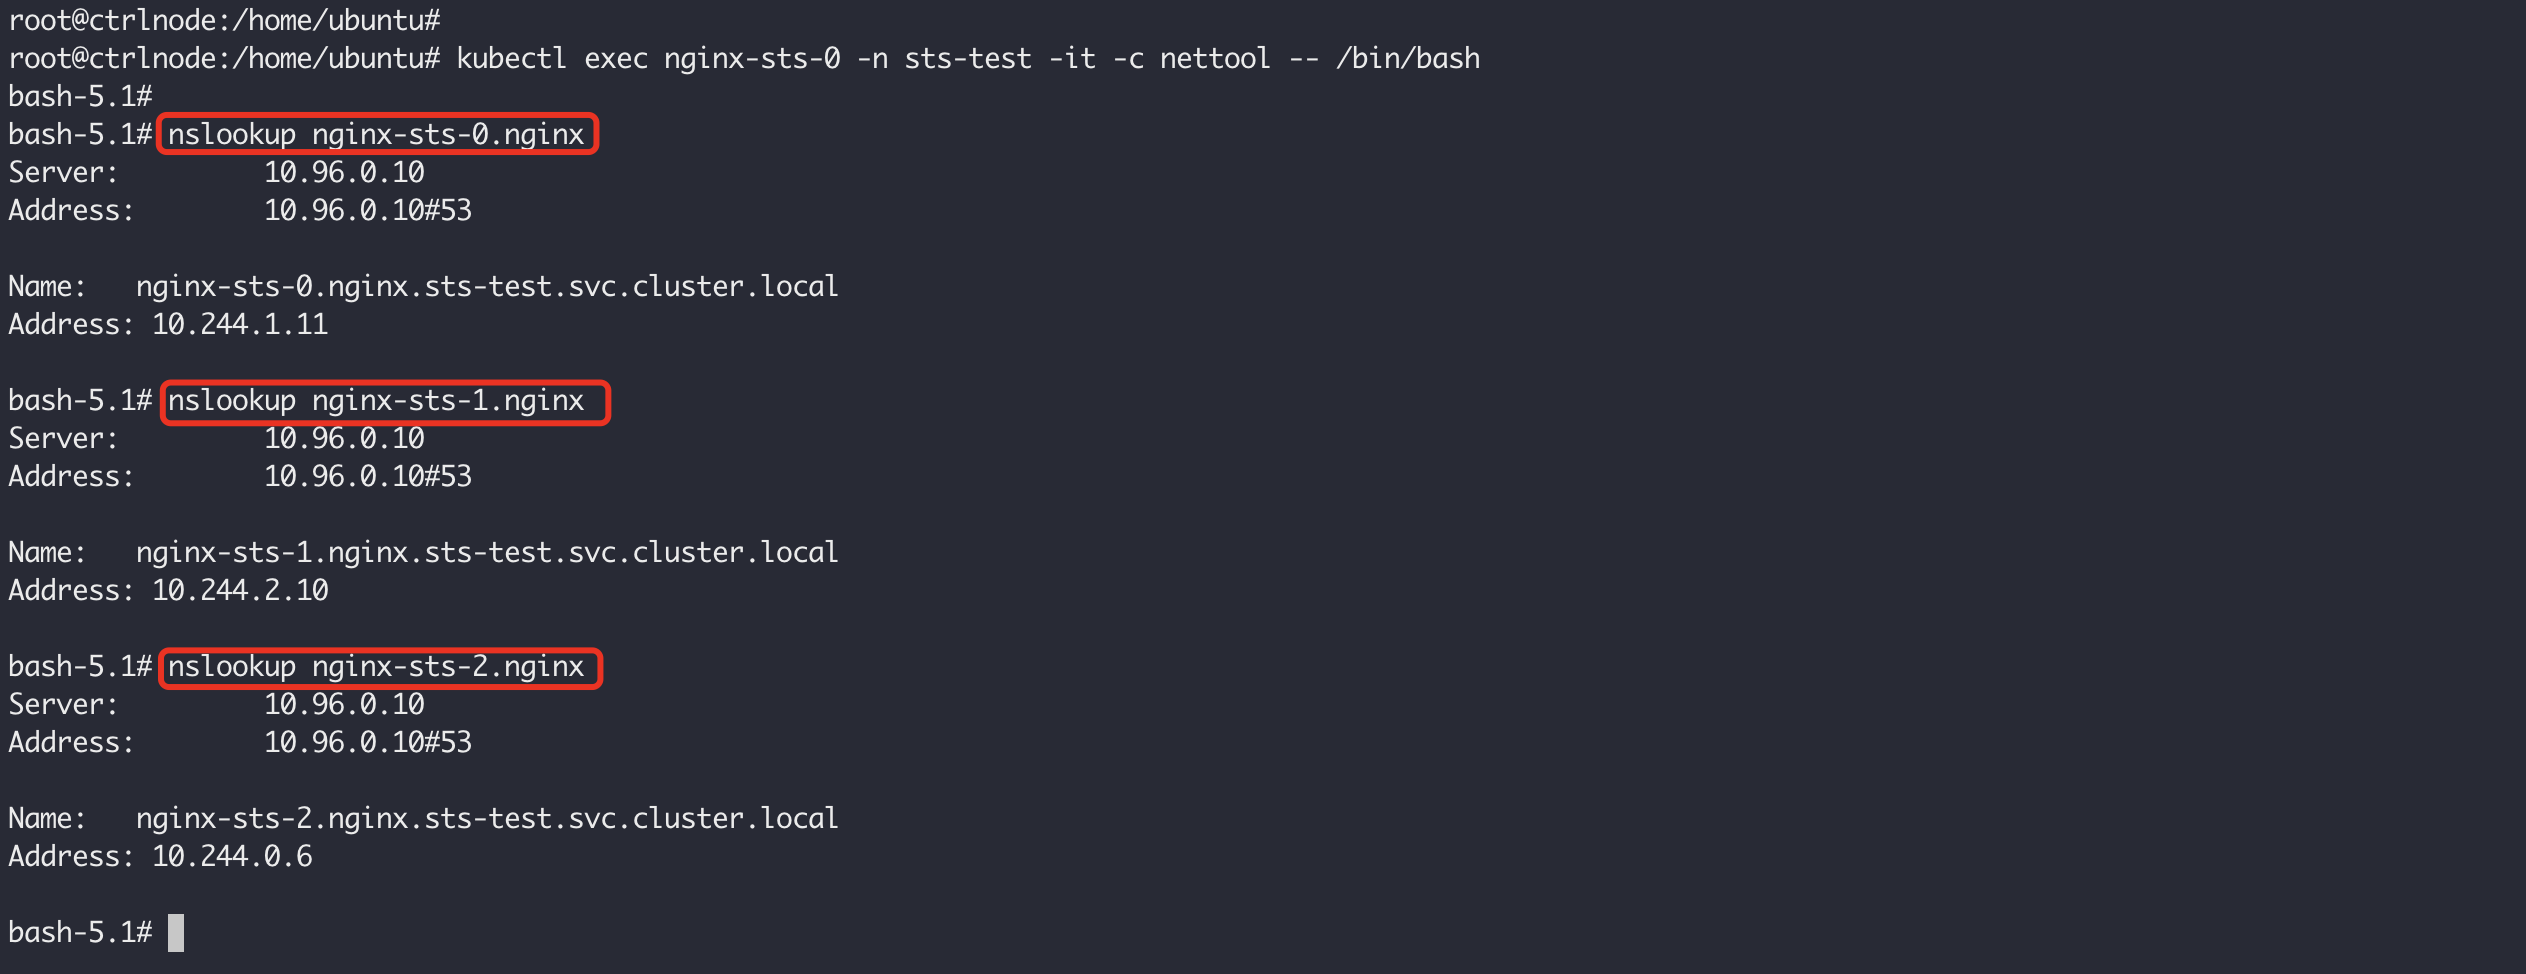 root@ctrlnode:/home/ubuntu#
root@ctrlnode:/home/ubuntu# kubectl exec nginx-sts-0 -n sts-test -it -c nettool -- /bin/bash
bash-5.1#
bash-5.1# nslookup nginx-sts-0.nginx
Server:         10.96.0.10
Address:        10.96.0.10#53

Name:   nginx-sts-0.nginx.sts-test.svc.cluster.local
Address: 10.244.1.11

bash-5.1# nslookup nginx-sts-1.nginx
Server:         10.96.0.10
Address:        10.96.0.10#53

Name:   nginx-sts-1.nginx.sts-test.svc.cluster.local
Address: 10.244.2.10

bash-5.1# nslookup nginx-sts-2.nginx
Server:         10.96.0.10
Address:        10.96.0.10#53

Name:   nginx-sts-2.nginx.sts-test.svc.cluster.local
Address: 10.244.0.6

bash-5.1#